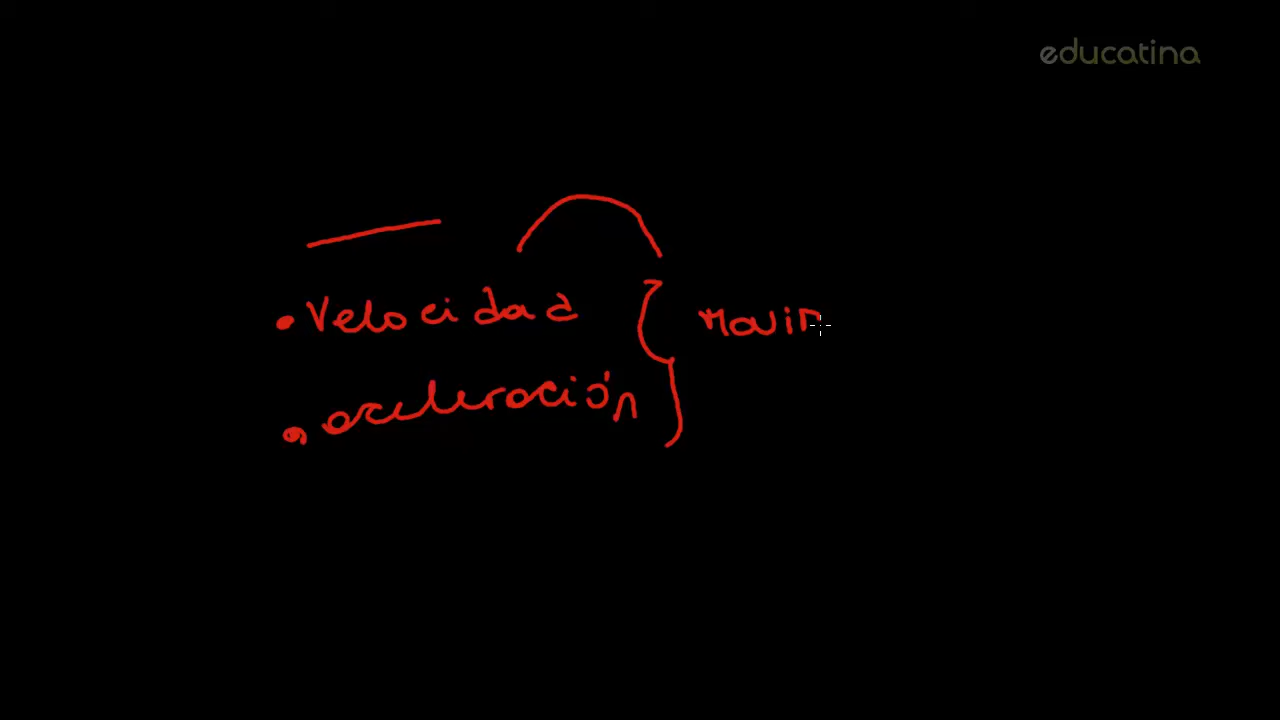 educatina
• Velocidad
• aceleración